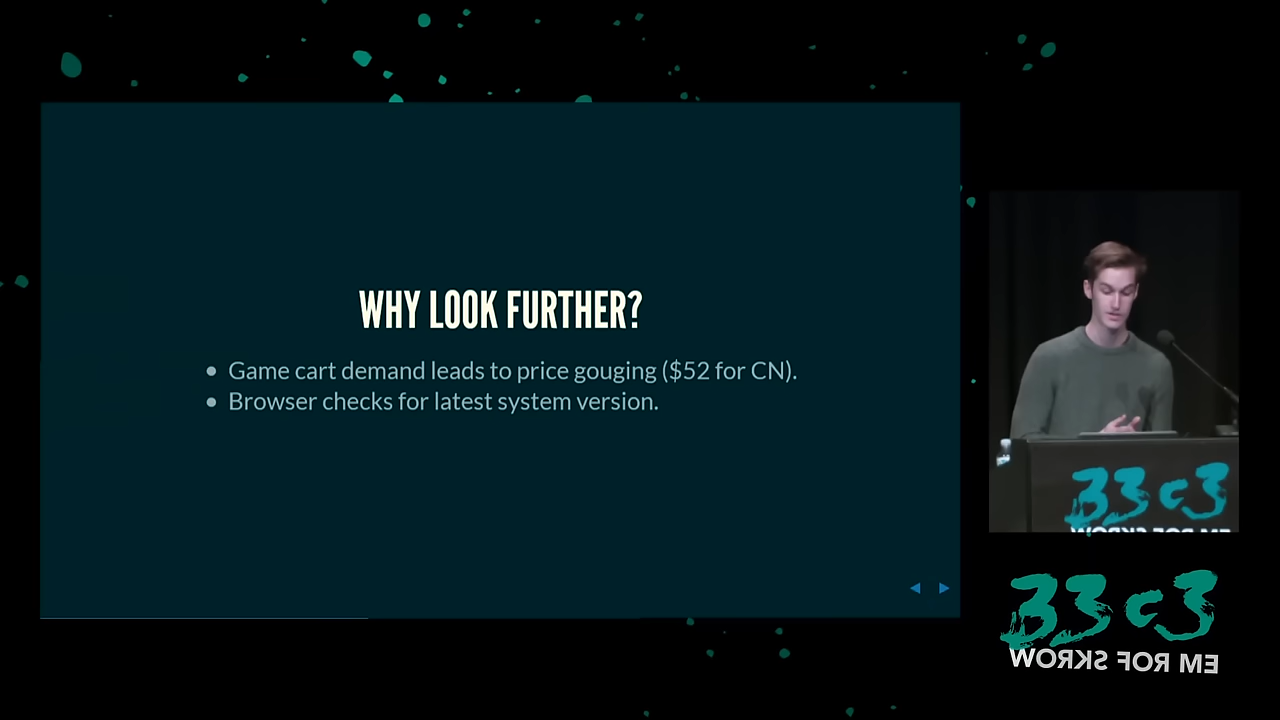 WHY LOOK FURTHER?
• Game cart demand leads to price gouging ($52 for CN).
• Browser checks for latest system version.
33c3
33c3
WORKS FOR ME